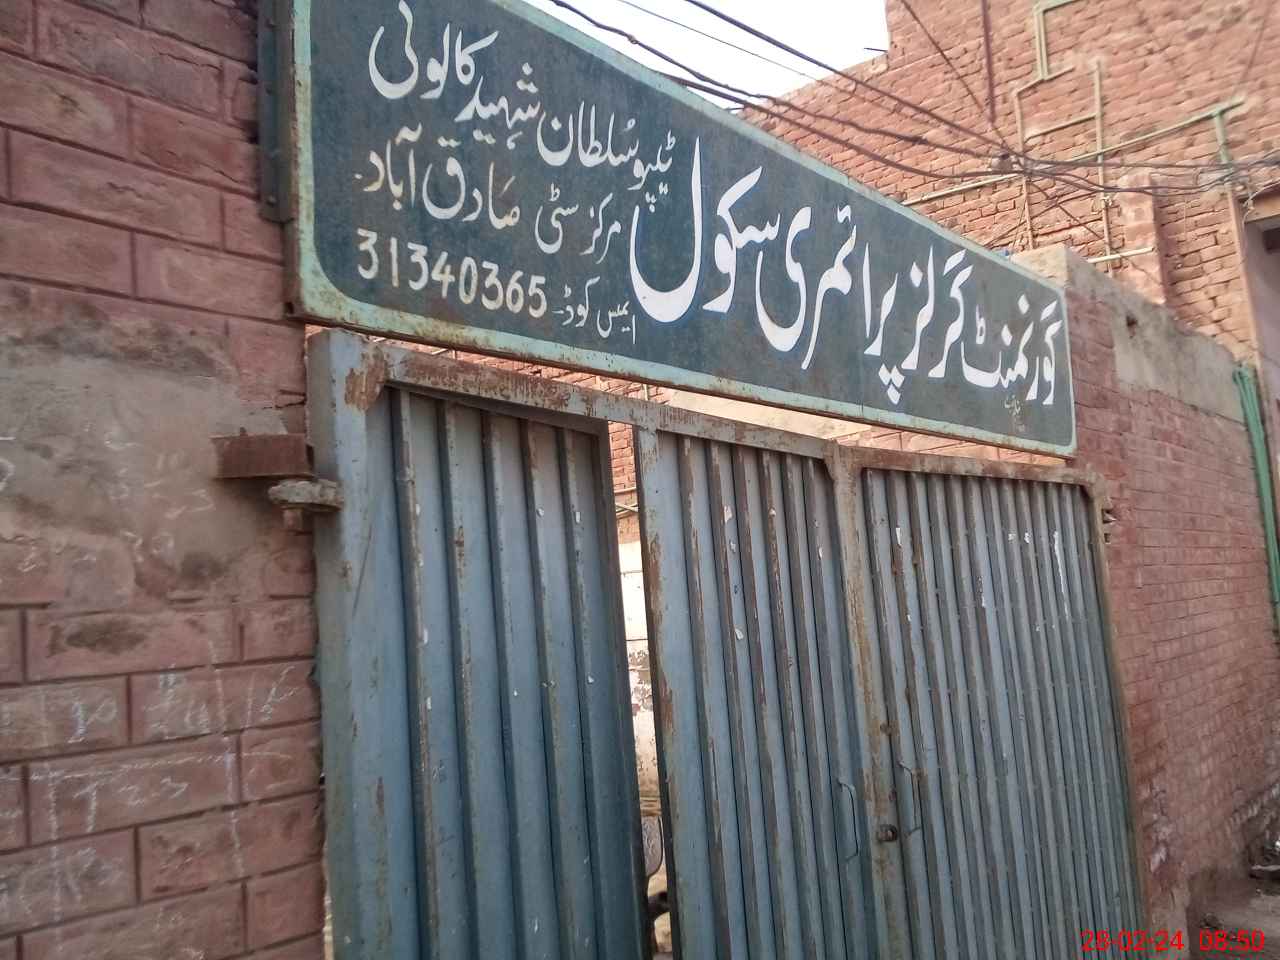 گورنمنٹ گرلز پرائمری سکول
ٹیپو سُلطان شہید کالونی
مرکز سٹی صادق آباد۔
ایمس کوڈ۔ 31340365
28-02-24 08:50